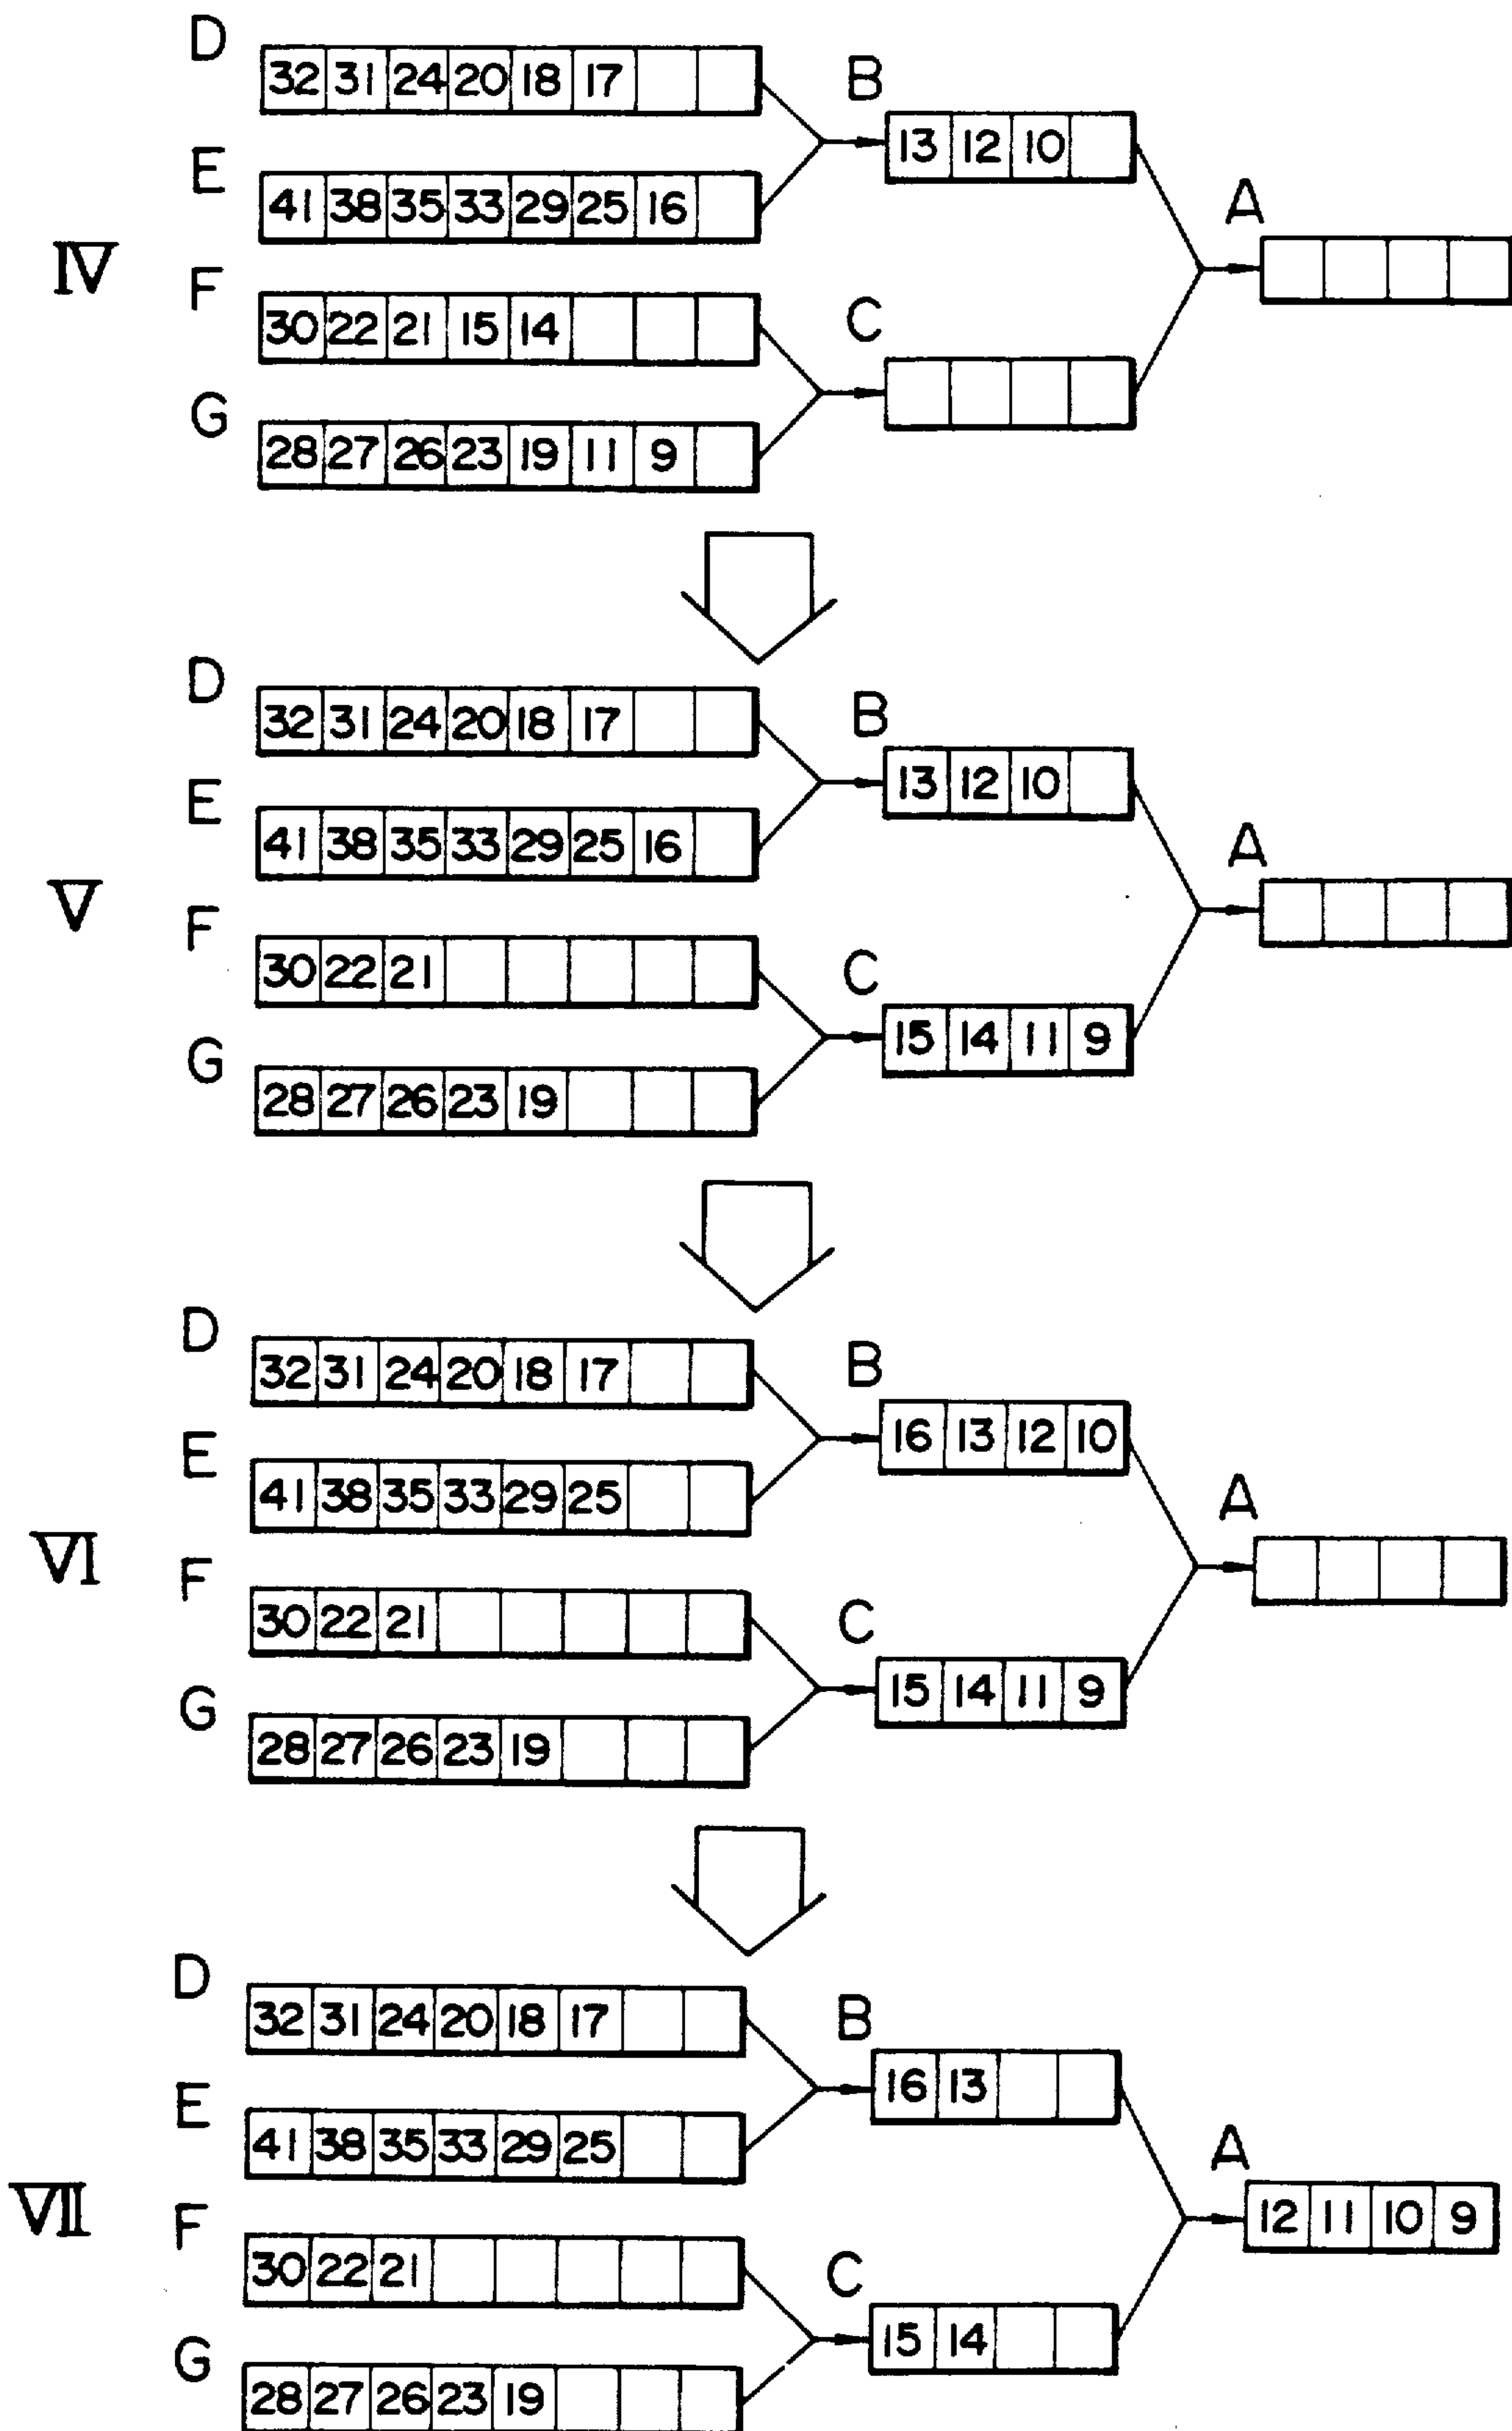 D
32 31 24 20 18 17
B
13 12 10
E
41 38 35 33 29 25 16
A
IV
F
30 22 21 15 14
C
G
28 27 26 23 19 11 9
D
32 31 24 20 18 17
B
13 12 10
E
41 38 35 33 29 25 16
A
V
F
30 22 21
C
15 14 11 9
G
28 27 26 23 19
D
32 31 24 20 18 17
B
16 13 12 10
E
41 38 35 33 29 25
A
VI
F
30 22 21
C
15 14 11 9
G
28 27 26 23 19
D
32 31 24 20 18 17
B
16 13
E
41 38 35 33 29 25
A
12 11 10 9
VII
F
30 22 21
C
15 14
G
28 27 26 23 19